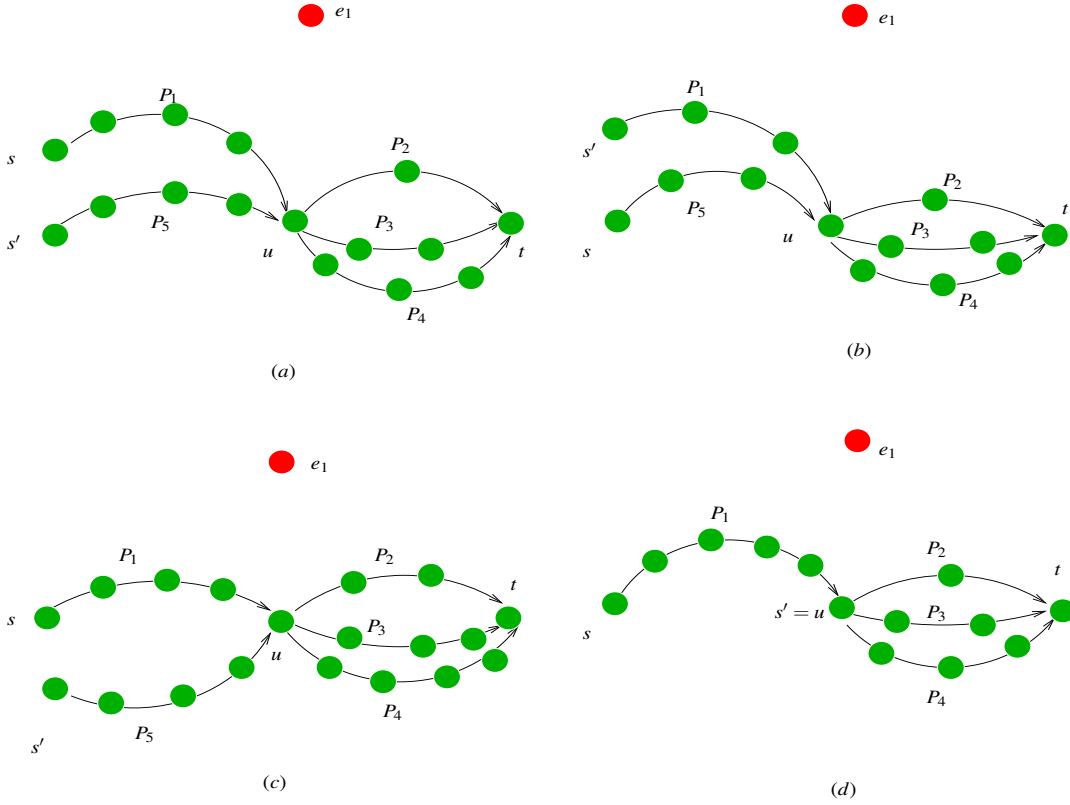 e1
P1
s
P2
P5
P3
s′
u
t
P4
(a)
e1
P1
s′
P5
P2
t
P3
s
u
P4
(b)
e1
P1
P2
t
s
P3
u
P4
P5
s′
(c)
e1
P1
P2
t
s′ = u
P3
s
P4
(d)